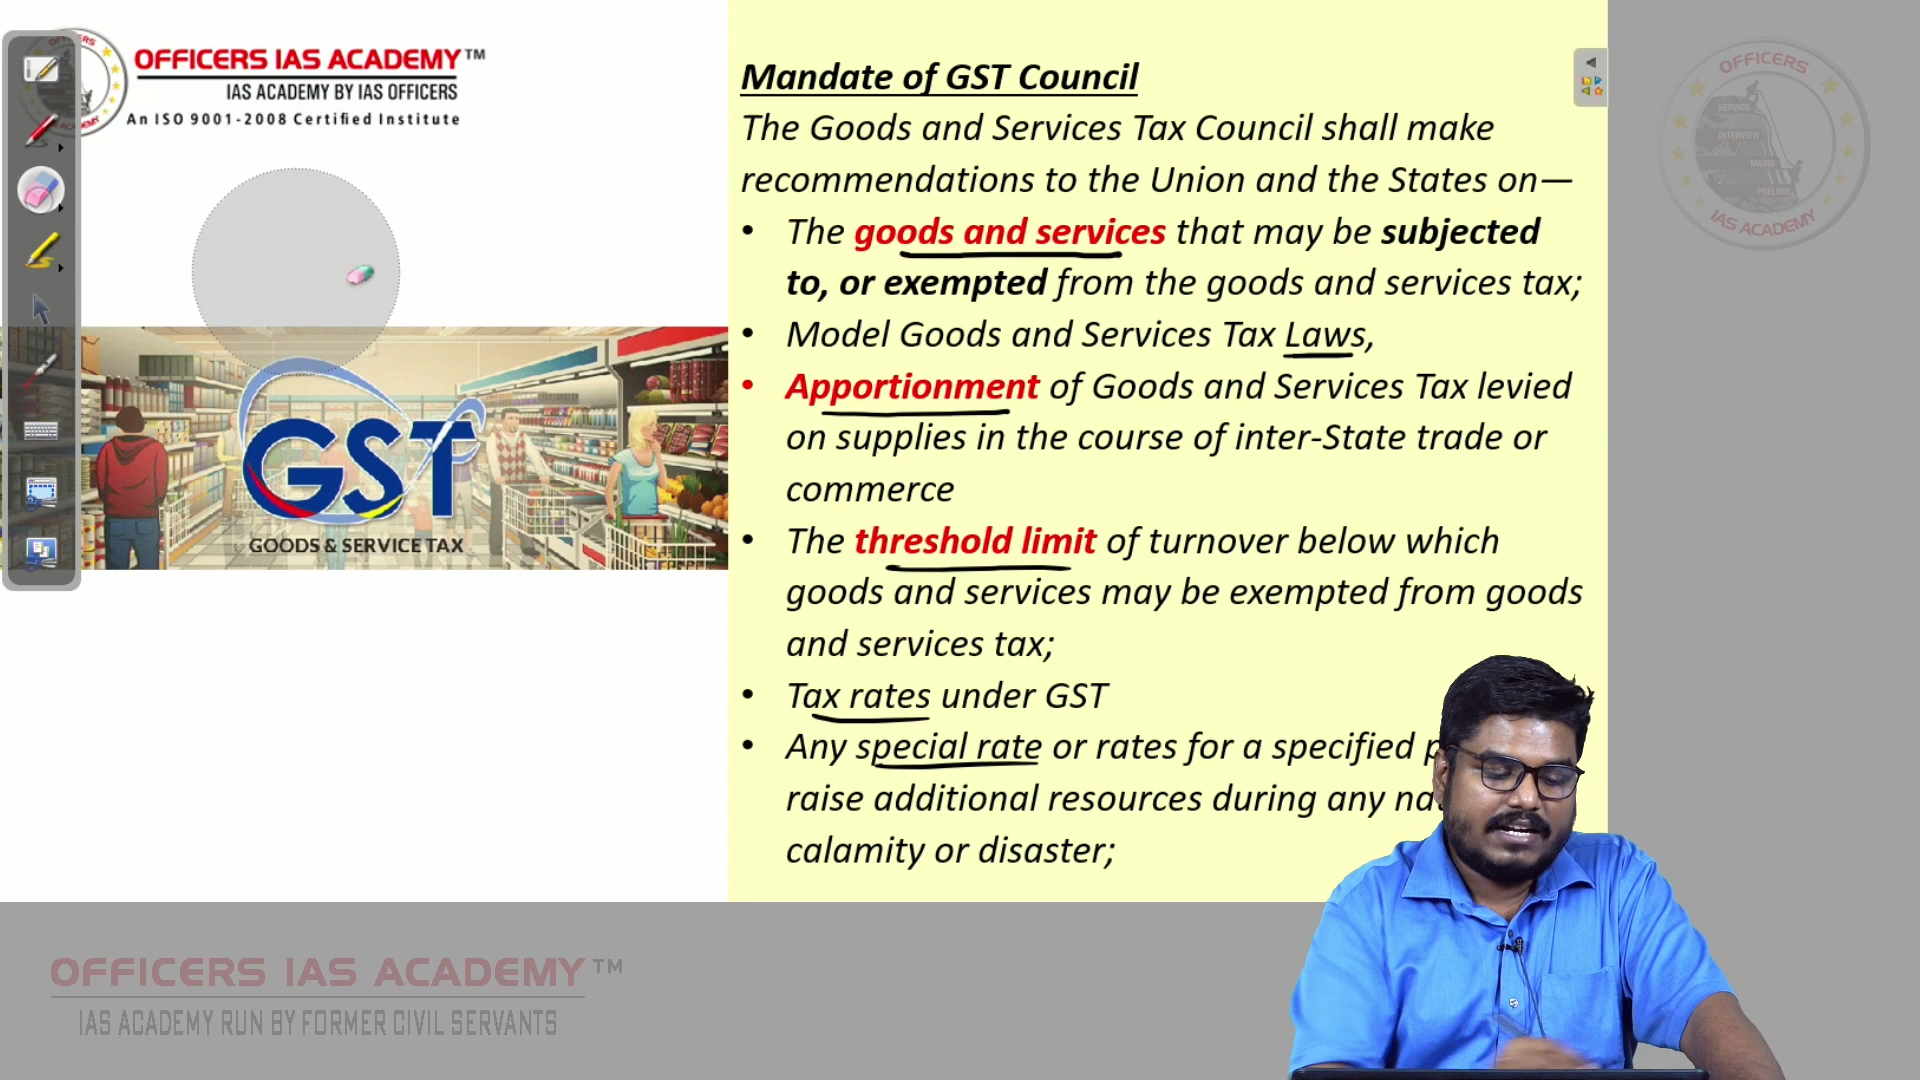 OFFICERS IAS ACADEMY™
IAS ACADEMY BY IAS OFFICERS
An ISO 9001-2008 Certified Institute
GST
GOODS & SERVICE TAX
Mandate of GST Council
The Goods and Services Tax Council shall make
recommendations to the Union and the States on—
• The goods and services that may be subjected
to, or exempted from the goods and services tax;
• Model Goods and Services Tax Laws,
• Apportionment of Goods and Services Tax levied
on supplies in the course of inter-State trade or
commerce
• The threshold limit of turnover below which
goods and services may be exempted from goods
and services tax;
• Tax rates under GST
• Any special rate or rates for a specified
raise additional resources during any
calamity or disaster;
OFFICERS
SERVICE
INTERVIEW
MAINS
PRELIMS
IAS ACADEMY
OFFICERS IAS ACADEMY™
IAS ACADEMY RUN BY FORMER CIVIL SERVANTS